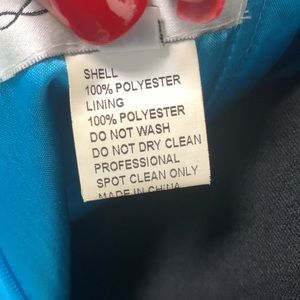 SHELL
100% POLYESTER
LINING
100% POLYESTER
DO NOT WASH
DO NOT DRY CLEAN
PROFESSIONAL
SPOT CLEAN ONLY
MADE IN CHINA